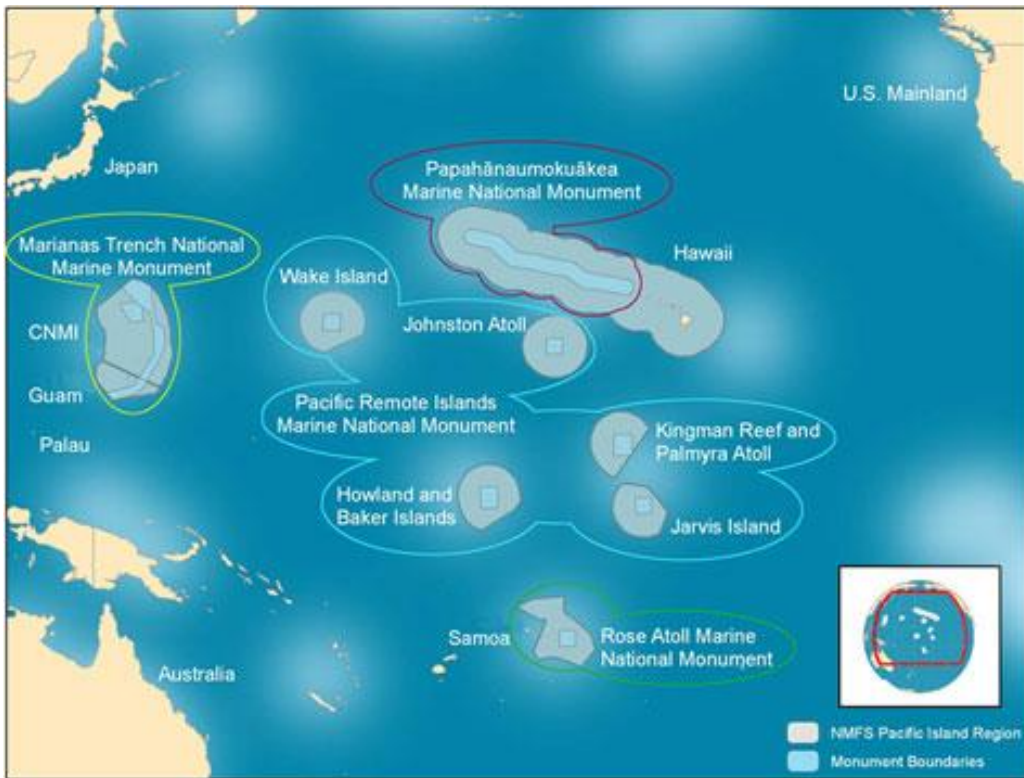 U.S. Mainland
Japan
Papahānaumokuākea
Marine National Monument
Marianas Trench National
Marine Monument
Hawaii
Wake Island
CNMI
Johnston Atoll
Guam
Pacific Remote Islands
Marine National Monument
Kingman Reef and
Palmyra Atoll
Palau
Howland and
Baker Islands
Jarvis Island
Samoa
Rose Atoll Marine
National Monument
Australia
NMFS Pacific Island Region
Monument Boundaries